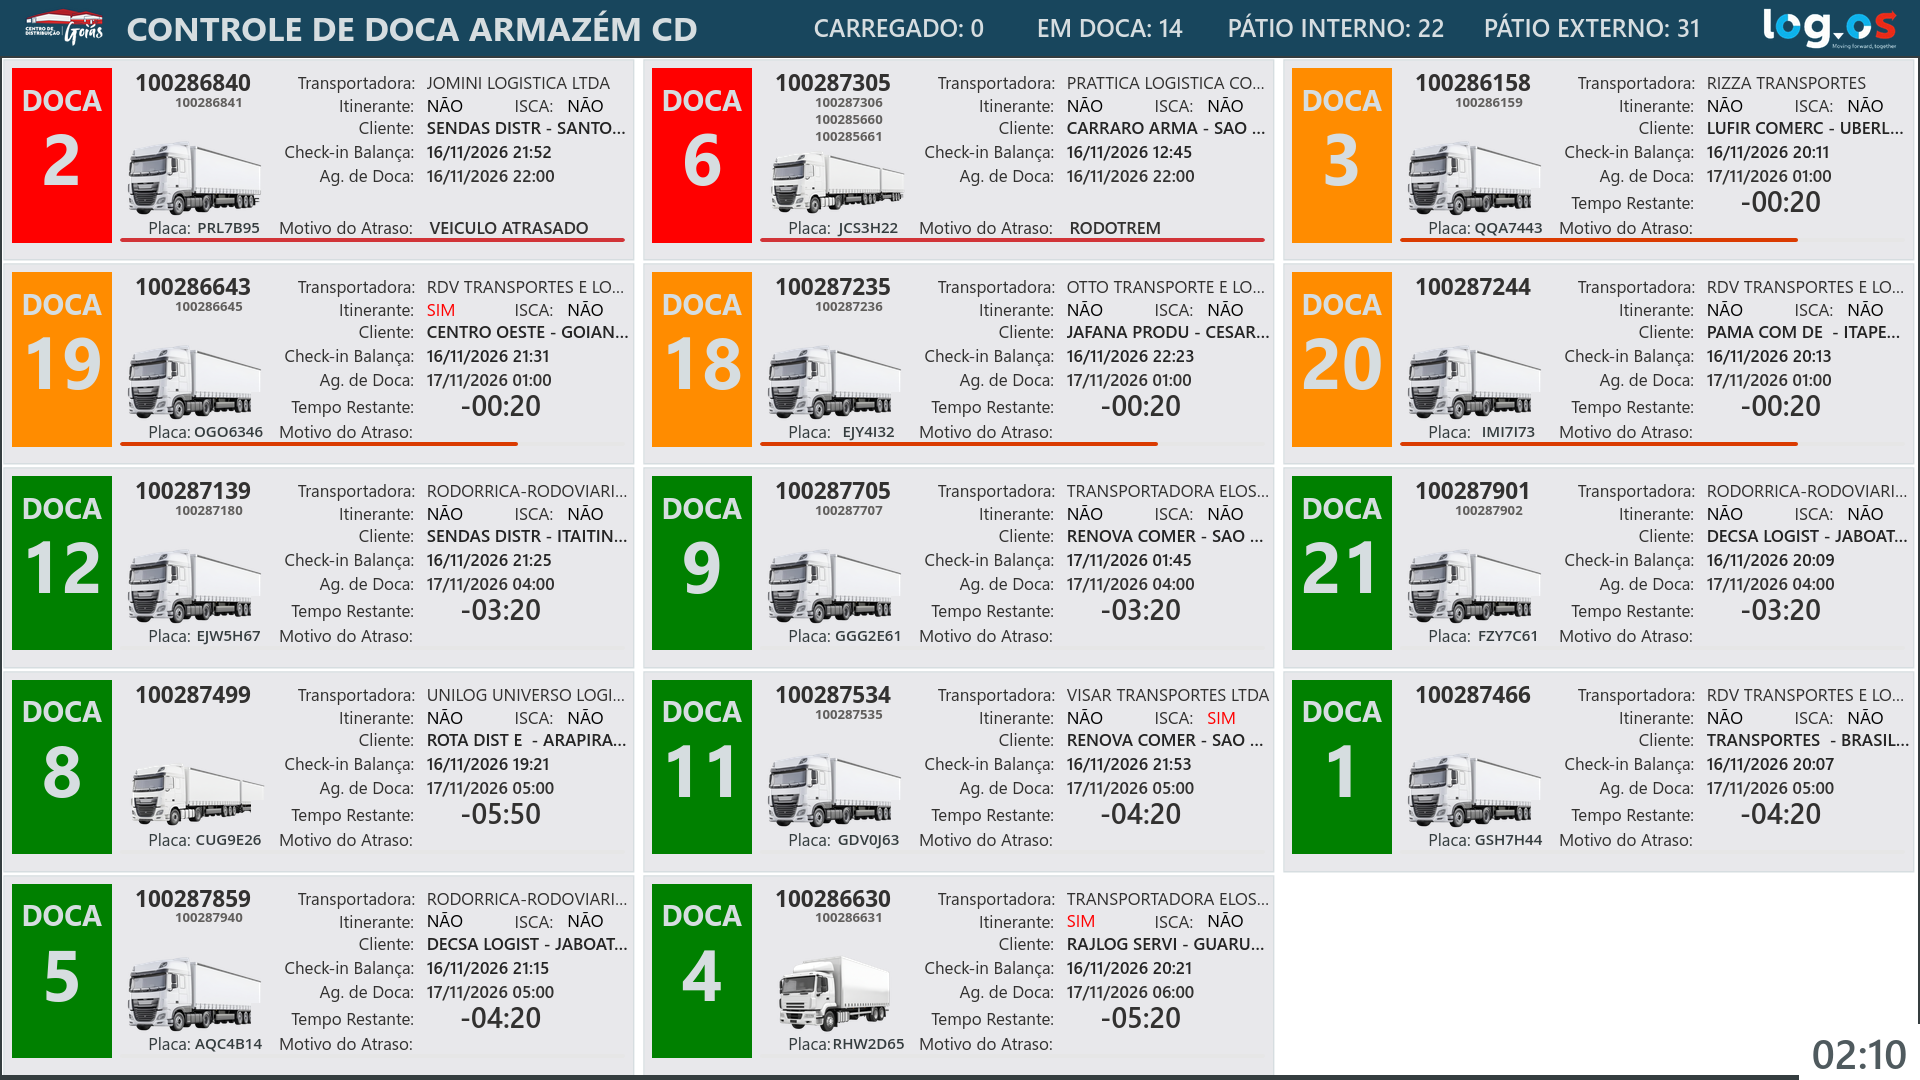 CENTRO DE
DISTRIBUIÇÃO
Goiás
CONTROLE DE DOCA ARMAZÉM CD
CARREGADO: 0
EM DOCA: 14
PÁTIO INTERNO: 22
PÁTIO EXTERNO: 31
log.os
Moving forward, together
DOCA
2
100286840
100286841
Transportadora: JOMINI LOGISTICA LTDA
Itinerante: NÃO ISCA: NÃO
Cliente: SENDAS DISTR - SANTO...
Check-in Balança: 16/11/2026 21:52
Ag. de Doca: 16/11/2026 22:00
Placa: PRL7B95 Motivo do Atraso: VEICULO ATRASADO
DOCA
6
100287305
100287306
100285660
100285661
Transportadora: PRATTICA LOGISTICA CO...
Itinerante: NÃO ISCA: NÃO
Cliente: CARRARO ARMA - SAO ...
Check-in Balança: 16/11/2026 12:45
Ag. de Doca: 16/11/2026 22:00
Placa: JCS3H22 Motivo do Atraso: RODOTREM
DOCA
3
100286158
100286159
Transportadora: RIZZA TRANSPORTES
Itinerante: NÃO ISCA: NÃO
Cliente: LUFIR COMERC - UBERL...
Check-in Balança: 16/11/2026 20:11
Ag. de Doca: 17/11/2026 01:00
Tempo Restante: -00:20
Placa: QQA7443 Motivo do Atraso:
DOCA
19
100286643
100286645
Transportadora: RDV TRANSPORTES E LO...
Itinerante: SIM ISCA: NÃO
Cliente: CENTRO OESTE - GOIAN...
Check-in Balança: 16/11/2026 21:31
Ag. de Doca: 17/11/2026 01:00
Tempo Restante: -00:20
Placa: OGO6346 Motivo do Atraso:
DOCA
18
100287235
100287236
Transportadora: OTTO TRANSPORTE E LO...
Itinerante: NÃO ISCA: NÃO
Cliente: JAFANA PRODU - CESAR...
Check-in Balança: 16/11/2026 22:23
Ag. de Doca: 17/11/2026 01:00
Tempo Restante: -00:20
Placa: EJY4I32 Motivo do Atraso:
DOCA
20
100287244
Transportadora: RDV TRANSPORTES E LO...
Itinerante: NÃO ISCA: NÃO
Cliente: PAMA COM DE  - ITAPE...
Check-in Balança: 16/11/2026 20:13
Ag. de Doca: 17/11/2026 01:00
Tempo Restante: -00:20
Placa: IMI7I73 Motivo do Atraso:
DOCA
12
100287139
100287180
Transportadora: RODORRICA-RODOVIARI...
Itinerante: NÃO ISCA: NÃO
Cliente: SENDAS DISTR - ITAITIN...
Check-in Balança: 16/11/2026 21:25
Ag. de Doca: 17/11/2026 04:00
Tempo Restante: -03:20
Placa: EJW5H67 Motivo do Atraso:
DOCA
9
100287705
100287707
Transportadora: TRANSPORTADORA ELOS...
Itinerante: NÃO ISCA: NÃO
Cliente: RENOVA COMER - SAO ...
Check-in Balança: 17/11/2026 01:45
Ag. de Doca: 17/11/2026 04:00
Tempo Restante: -03:20
Placa: GGG2E61 Motivo do Atraso:
DOCA
21
100287901
100287902
Transportadora: RODORRICA-RODOVIARI...
Itinerante: NÃO ISCA: NÃO
Cliente: DECSA LOGIST - JABOAT...
Check-in Balança: 16/11/2026 20:09
Ag. de Doca: 17/11/2026 04:00
Tempo Restante: -03:20
Placa: FZY7C61 Motivo do Atraso:
DOCA
8
100287499
Transportadora: UNILOG UNIVERSO LOGI...
Itinerante: NÃO ISCA: NÃO
Cliente: ROTA DIST E  - ARAPIRA...
Check-in Balança: 16/11/2026 19:21
Ag. de Doca: 17/11/2026 05:00
Tempo Restante: -05:50
Placa: CUG9E26 Motivo do Atraso:
DOCA
11
100287534
100287535
Transportadora: VISAR TRANSPORTES LTDA
Itinerante: NÃO ISCA: SIM
Cliente: RENOVA COMER - SAO ...
Check-in Balança: 16/11/2026 21:53
Ag. de Doca: 17/11/2026 05:00
Tempo Restante: -04:20
Placa: GDV0J63 Motivo do Atraso:
DOCA
1
100287466
Transportadora: RDV TRANSPORTES E LO...
Itinerante: NÃO ISCA: NÃO
Cliente: TRANSPORTES  - BRASIL...
Check-in Balança: 16/11/2026 20:07
Ag. de Doca: 17/11/2026 05:00
Tempo Restante: -04:20
Placa: GSH7H44 Motivo do Atraso:
DOCA
5
100287859
100287940
Transportadora: RODORRICA-RODOVIARI...
Itinerante: NÃO ISCA: NÃO
Cliente: DECSA LOGIST - JABOAT...
Check-in Balança: 16/11/2026 21:15
Ag. de Doca: 17/11/2026 05:00
Tempo Restante: -04:20
Placa: AQC4B14 Motivo do Atraso:
DOCA
4
100286630
100286631
Transportadora: TRANSPORTADORA ELOS...
Itinerante: SIM ISCA: NÃO
Cliente: RAJLOG SERVI - GUARU...
Check-in Balança: 16/11/2026 20:21
Ag. de Doca: 17/11/2026 06:00
Tempo Restante: -05:20
Placa: RHW2D65 Motivo do Atraso:
02:10